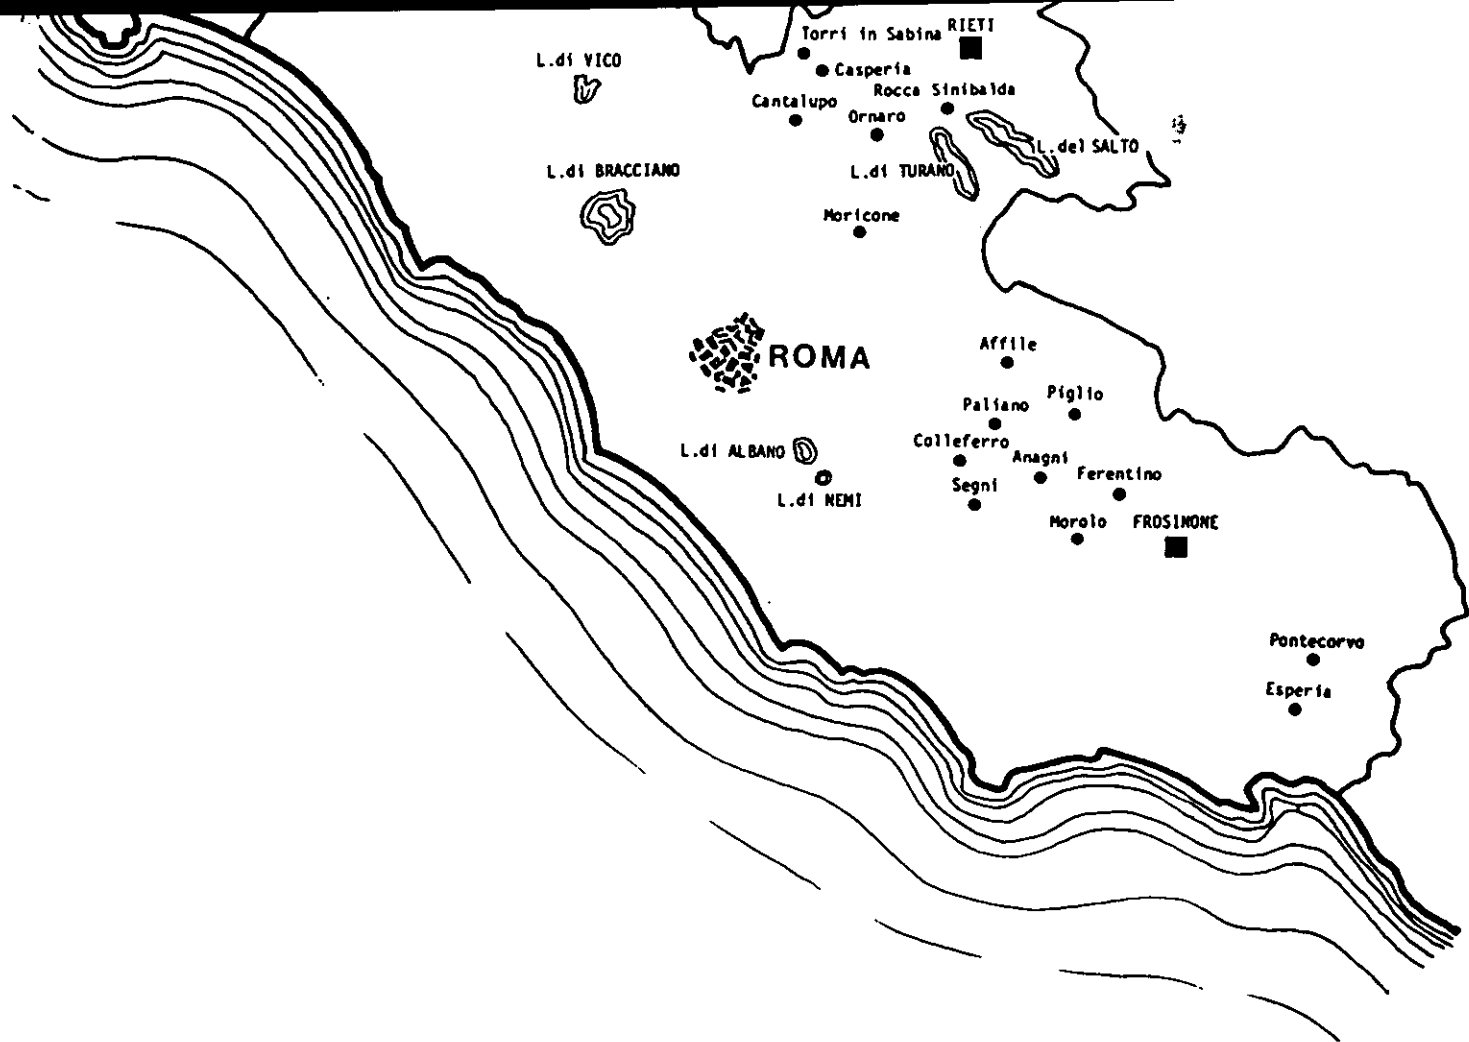 Torri in Sabina
RIETI
L.di VICO
Casperia
Rocca Sinibalda
Cantalupo
Ornaro
L.del SALTO
L.di BRACCIANO
L.di TURANO
Moricone
ROMA
Affile
Piglio
Paliano
Colleferro
L.di ALBANO
Anagni
Ferentino
Segni
L.di NEMI
Morolo
FROSINONE
Pontecorvo
Esperia